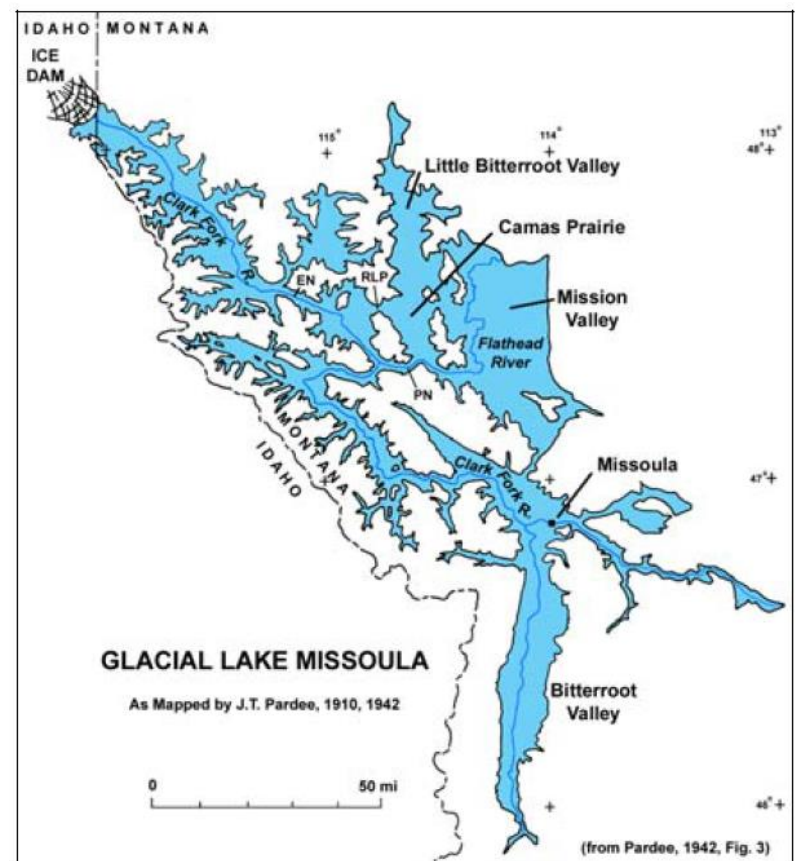 IDAHO MONTANA
ICE
DAM
115°
114°
113°
48°
Little Bitterroot Valley
Camas Prairie
Clark Fork
R.
EN
RLP
Mission
Valley
Flathead
River
PN
MONTANA
IDAHO
Clark Fork R.
Missoula
47°
GLACIAL LAKE MISSOULA
As Mapped by J.T. Pardee, 1910, 1942
Bitterroot
Valley
0 50 mi
46°
(from Pardee, 1942, Fig. 3)